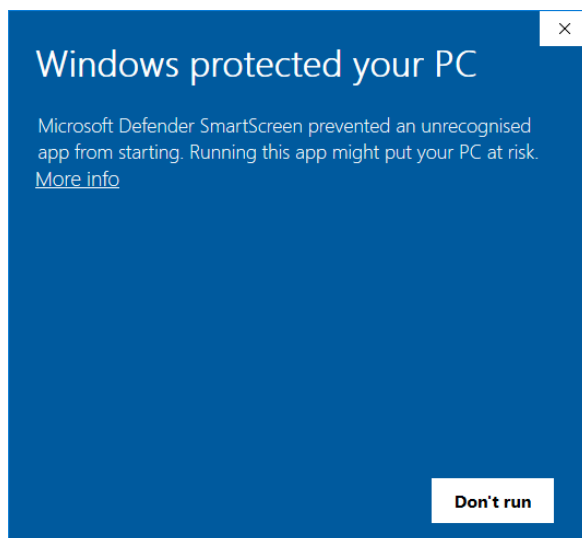 Windows protected your PC
Microsoft Defender SmartScreen prevented an unrecognised
app from starting. Running this app might put your PC at risk.
More info
Don't run